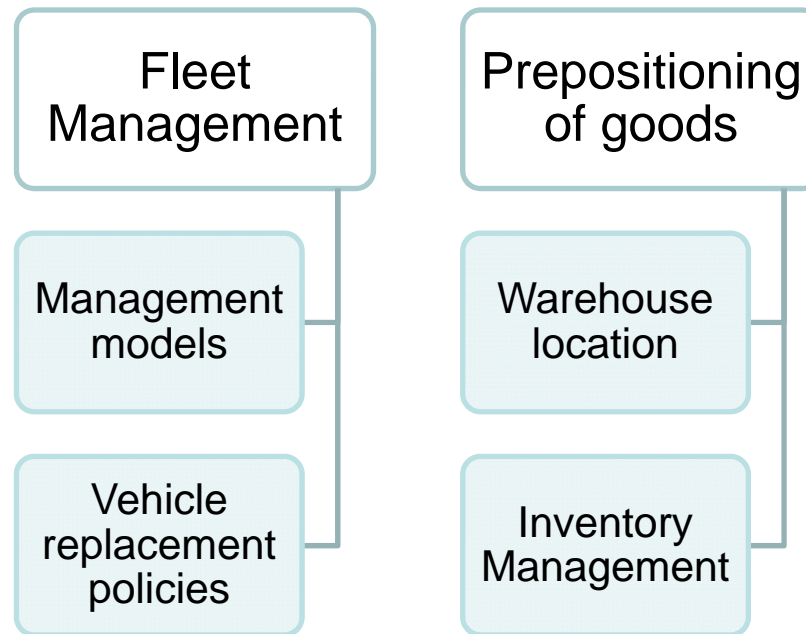 Fleet
Management
Management
models
Vehicle
replacement
policies
Prepositioning
of goods
Warehouse
location
Inventory
Management